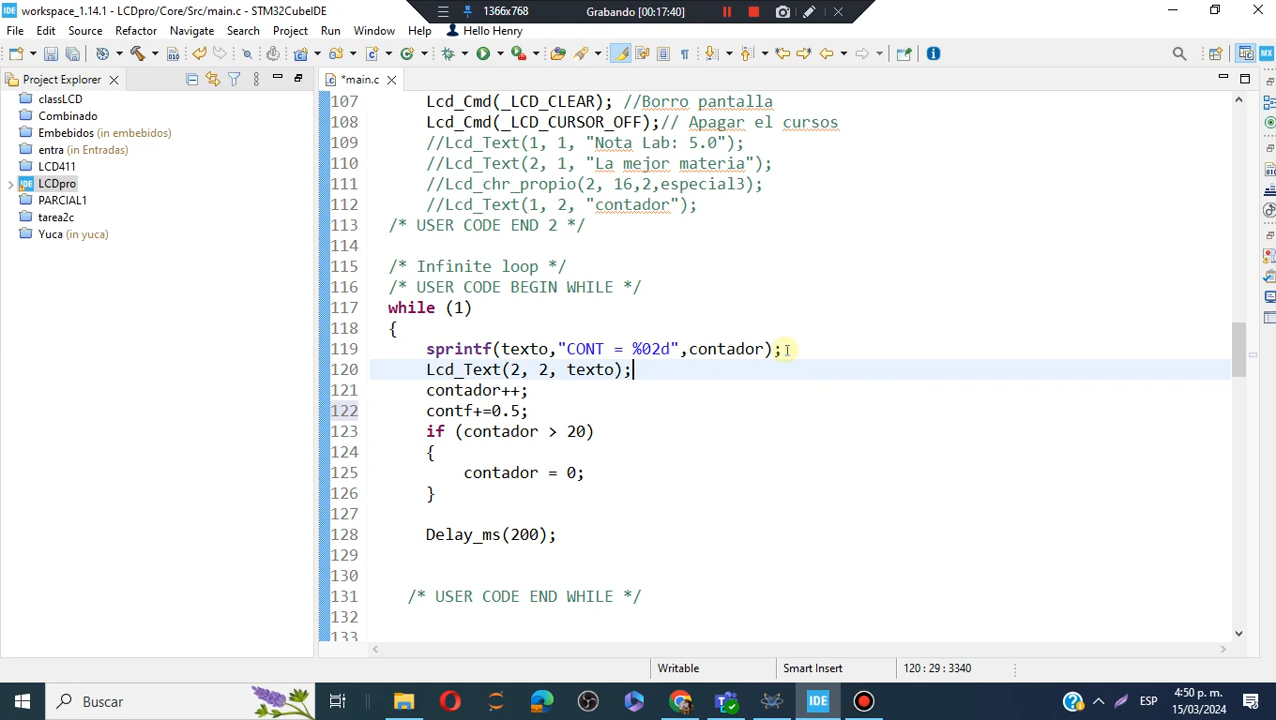 workspace_1.14.1 - LCDpro/Core/Src/main.c - STM32CubeIDE
1366x768
Grabando [00:17:40]
File Edit Source Refactor Navigate Search Project Run Window Help Hello Henry
Project Explorer
*main.c
classLCD
Combinado
Embebidos (in embebidos)
entra (in Entradas)
LCD411
LCDpro
PARCIAL1
tarea2c
Yuca (in yuca)
107 Lcd_Cmd(_LCD_CLEAR); //Borro pantalla
108 Lcd_Cmd(_LCD_CURSOR_OFF);// Apagar el cursos
109 //Lcd_Text(1, 1, "Nota Lab: 5.0");
110 //Lcd_Text(2, 1, "La mejor materia");
111 //Lcd_chr_propio(2, 16,2,especial3);
112 //Lcd_Text(1, 2, "contador");
113 /* USER CODE END 2 */
114
115 /* Infinite loop */
116 /* USER CODE BEGIN WHILE */
117 while (1)
118 {
119 sprintf(texto,"CONT = %02d",contador);
120 Lcd_Text(2, 2, texto);
121 contador++;
122 contf+=0.5;
123 if (contador > 20)
124 {
125 contador = 0;
126 }
127
128 Delay_ms(200);
129
130
131 /* USER CODE END WHILE */
132
133
Writable
Smart Insert
120 : 29 : 3340
Buscar
ESP
4:50 p. m.
15/03/2024